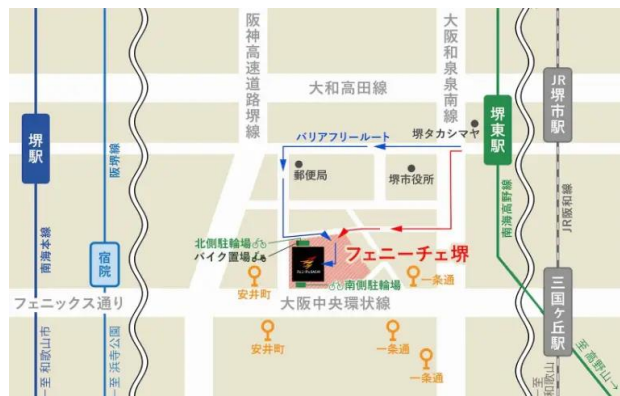 阪神高速道路堺線
大阪和泉泉南線
大和高田線
JR堺市駅
堺東駅
堺駅
阪堺線
バリアフリールート
堺タカシマヤ
郵便局
堺市役所
南海高野線
JR阪和線
南海本線
宿院
北側駐輪場
バイク置場
フェニーチェ堺
安井町
南側駐輪場
一条通
フェニックス通り
大阪中央環状線
三国ヶ丘駅
安井町
一条通
一条通
至 和歌山市
至 浜寺公園
至 和歌山
至 高野山